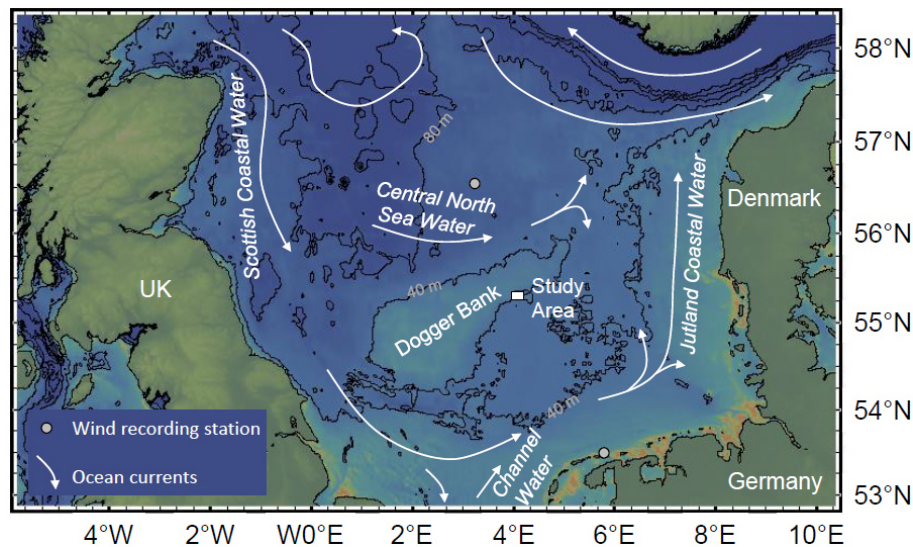 58°N
57°N
56°N
55°N
54°N
53°N
Scottish Coastal Water
80 m
Central North
Sea Water
Jutland Coastal Water
Denmark
UK
40 m
Dogger Bank
Study
Area
40 m
Channel
Water
Germany
Wind recording station
Ocean currents
4°W
2°W
W0°E
2°E
4°E
6°E
8°E
10°E